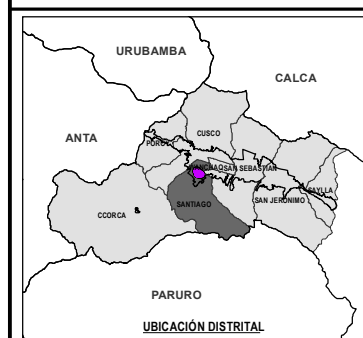 URUBAMBA
CALCA
ANTA
CUSCO
POROY
SAN SEBASTIAN
SAYLLA
CCORCA
SANTIAGO
SAN JERONIMO
PARURO
UBICACIÓN DISTRITAL